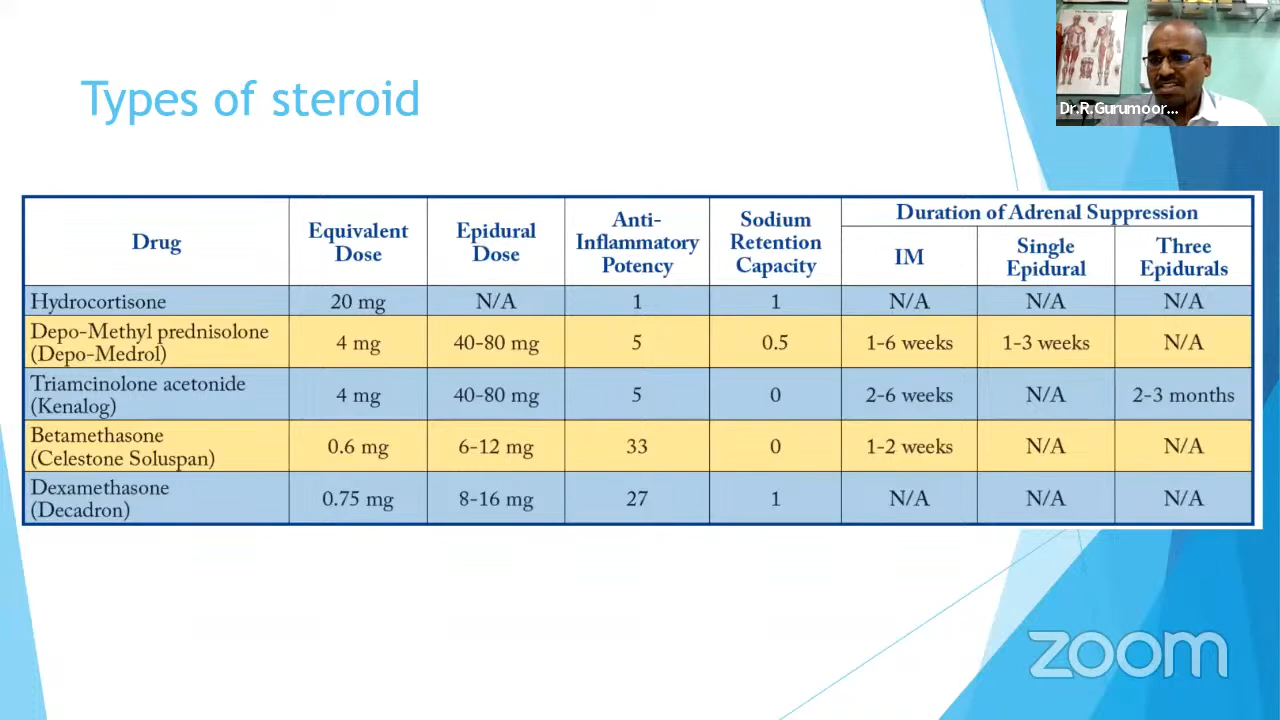 Types of steroid
Dr.R.Gurumoor...
Drug
Equivalent
Dose
Epidural
Dose
Anti-
Inflammatory
Potency
Sodium
Retention
Capacity
Duration of Adrenal Suppression
IM
Single
Epidural
Three
Epidurals
Hydrocortisone 20 mg N/A 1 1 N/A N/A N/A
Depo-Methyl prednisolone
(Depo-Medrol) 4 mg 40-80 mg 5 0.5 1-6 weeks 1-3 weeks N/A
Triamcinolone acetonide
(Kenalog) 4 mg 40-80 mg 5 0 2-6 weeks N/A 2-3 months
Betamethasone
(Celestone Soluspan) 0.6 mg 6-12 mg 33 0 1-2 weeks N/A N/A
Dexamethasone
(Decadron) 0.75 mg 8-16 mg 27 1 N/A N/A N/A
zoom